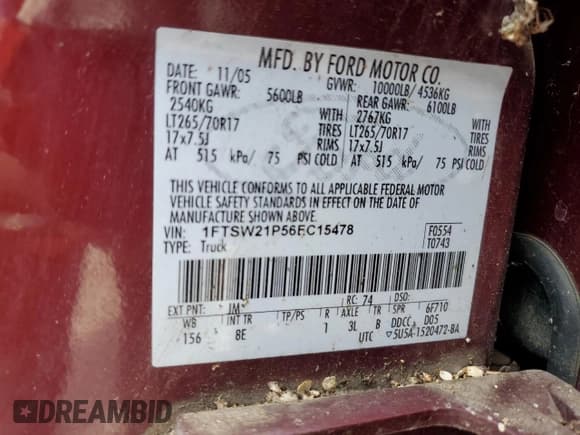 MFD. BY FORD MOTOR CO.
DATE: 11/05 GVWR: 10000LB/ 4536KG
FRONT GAWR: 5600LB REAR GAWR: 6100LB
2540KG WITH 2767KG WITH
LT265/70R17 TIRES LT265/70R17 TIRES
17x7.5J RIMS 17x7.5J RIMS
AT 515 kPa/ 75 PSI COLD AT 515 kPa/ 75 PSI COLD
THIS VEHICLE CONFORMS TO ALL APPLICABLE FEDERAL MOTOR
VEHICLE SAFETY STANDARDS IN EFFECT ON THE DATE OF
MANUFACTURE SHOWN ABOVE.
VIN: 1FTSW21P56EC15478 F0554
TYPE: Truck T0743
EXT PNT: JM RC: 74 DSO:
WB INT TR TP/PS R AXLE TR SPR 6F710
156 8E 1 3L B DDCC D05
UTC 5U5A-1520472-BA
DREAMBID